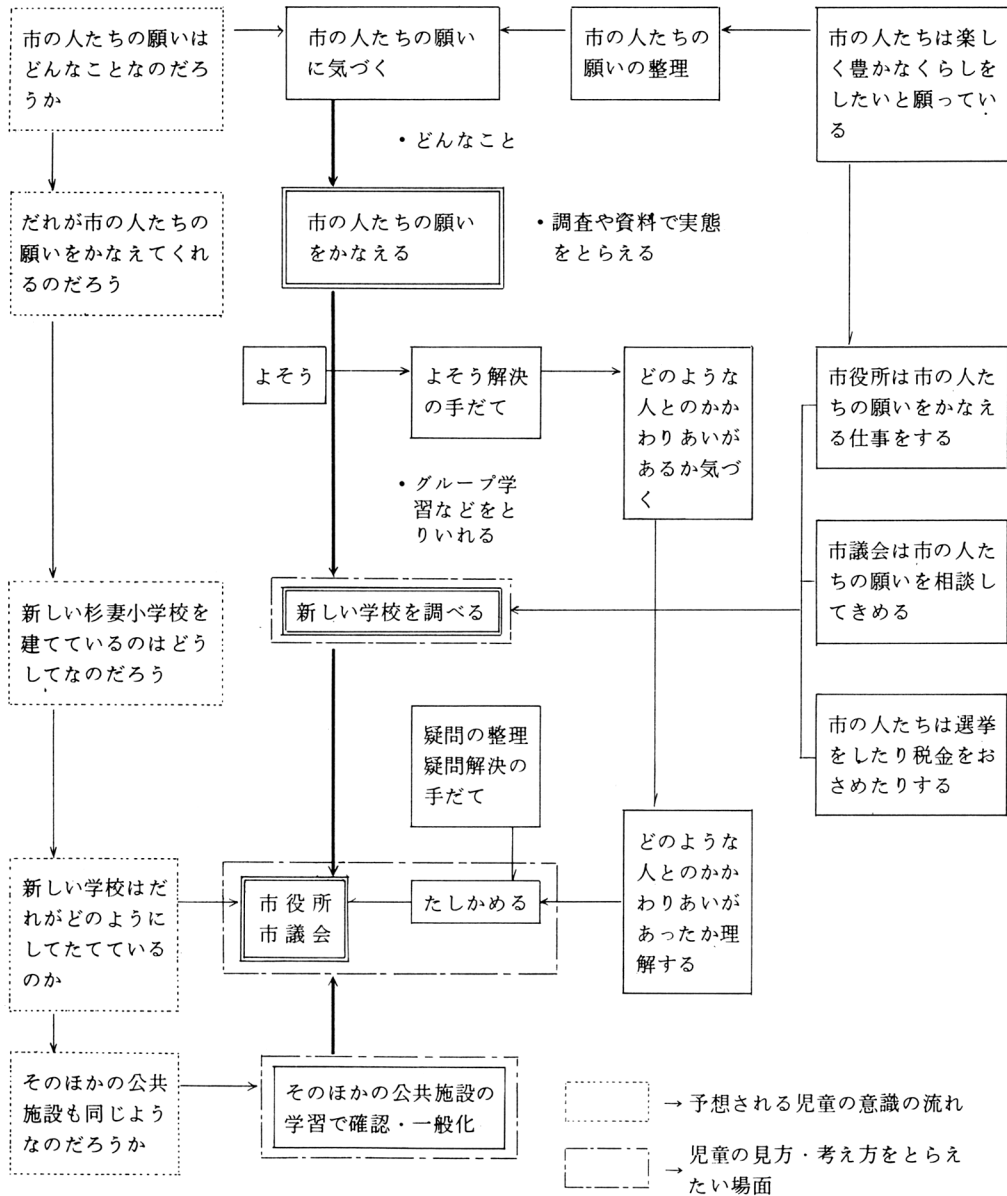 市の人たちの願いは
どんなことなのだろ
うか
市の人たちの願い
に気づく
市の人たちの
願いの整理
市の人たちは楽し
く豊かなくらしを
したいと願ってい
る
・どんなこと
だれが市の人たちの
願いをかなえてくれ
るのだろう
市の人たちの願い
をかなえる
・調査や資料で実態
をとらえる
よそう
よそう解決
の手だて
どのような
人とのかか
わりあいが
あるか気づ
く
市役所は市の人た
ちの願いをかなえ
る仕事をする
・グループ学
習などをと
りいれる
市議会は市の人た
ちの願いを相談し
てきめる
新しい杉妻小学校を
建てているのはどう
してなのだろう
新しい学校を調べる
市の人たちは選挙
をしたり税金をお
さめたりする
疑問の整理
疑問解決の
手だて
新しい学校はだ
れがどのように
してたてている
のか
市役所
市議会
たしかめる
どのような
人とのかか
わりあいが
あったか理
解する
そのほかの公共
施設も同じよう
なのだろうか
そのほかの公共施設の
学習で確認・一般化
→予想される児童の意識の流れ
→児童の見方・考え方をとらえ
たい場面